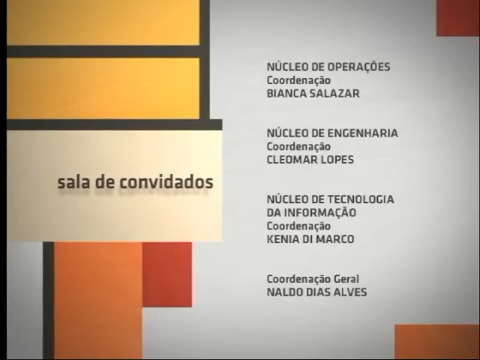 sala de convidados
NÚCLEO DE OPERAÇÕES
Coordenação
BIANCA SALAZAR
NÚCLEO DE ENGENHARIA
Coordenação
CLEOMAR LOPES
NÚCLEO DE TECNOLOGIA
DA INFORMAÇÃO
Coordenação
KENIA DI MARCO
Coordenação Geral
NALDO DIAS ALVES